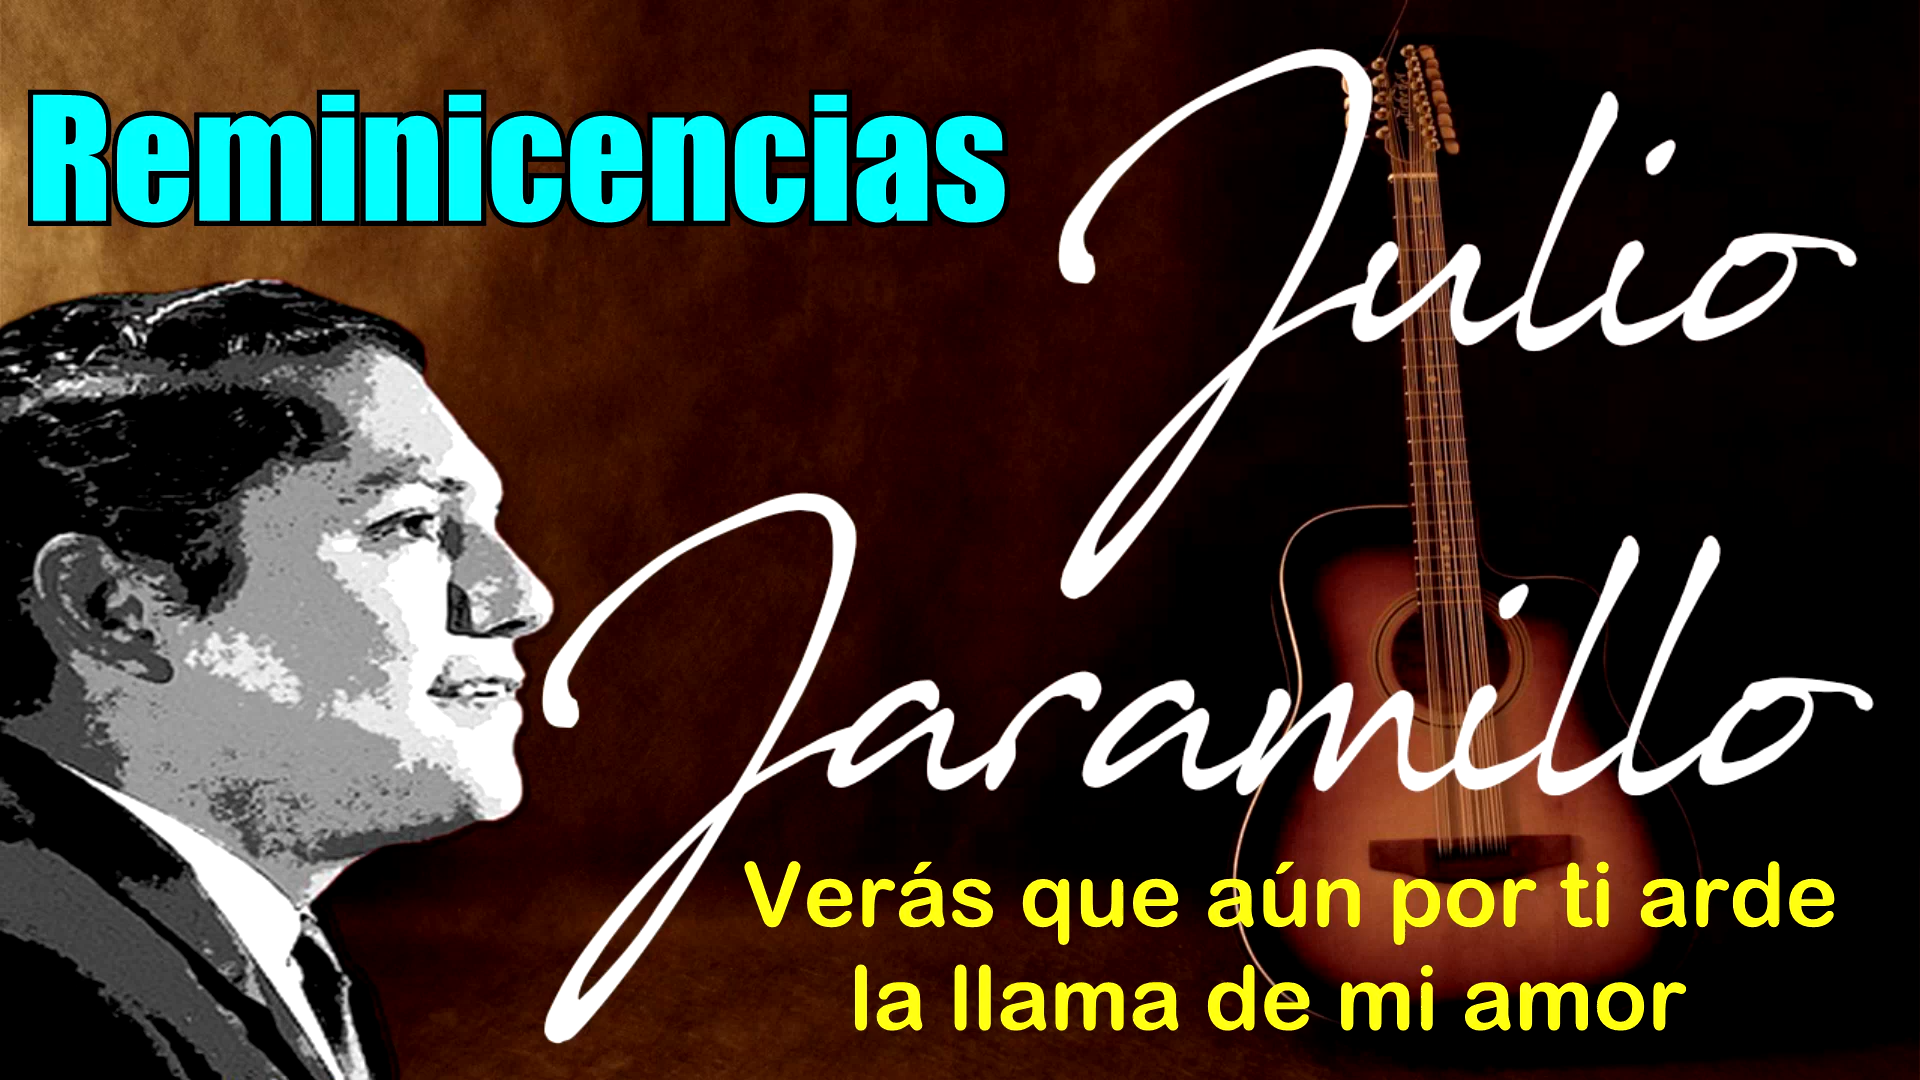 Reminicencias
Julio
Jaramillo
Verás que aún por ti arde
la llama de mi amor